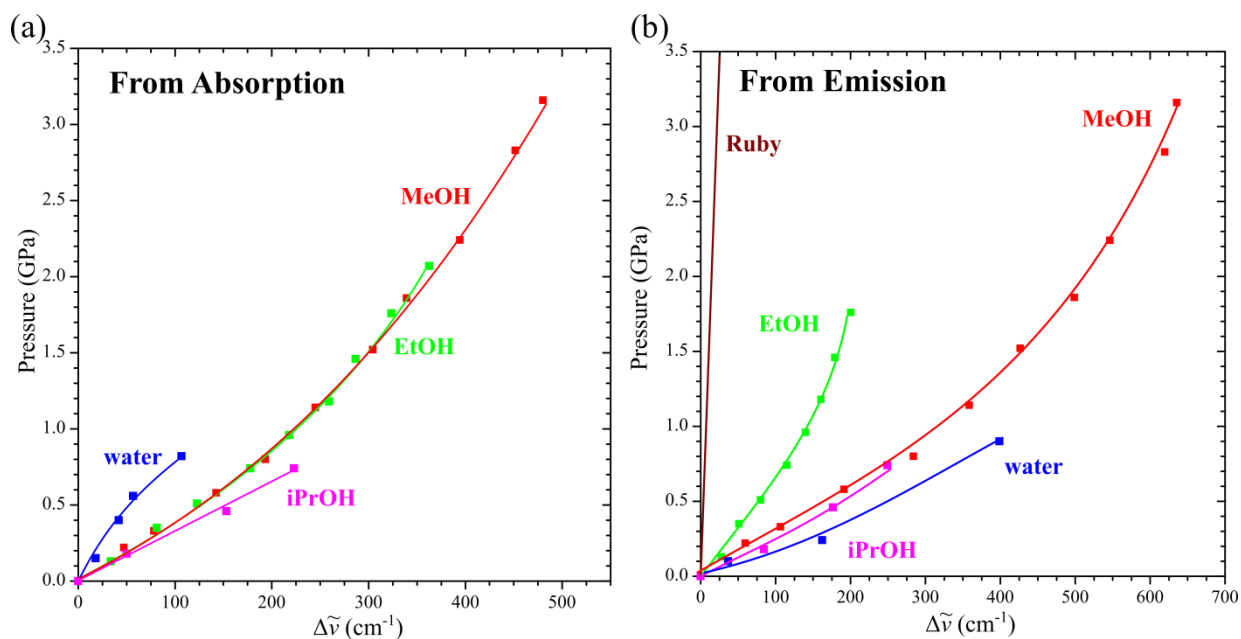 (a)
From Absorption
Pressure (GPa)
3.5
3.0
2.5
2.0
1.5
1.0
0.5
0.0
MeOH
EtOH
water
iPrOH
0 100 200 300 400 500
Δν̃ (cm⁻¹)
(b)
From Emission
Pressure (GPa)
3.5
3.0
2.5
2.0
1.5
1.0
0.5
0.0
Ruby
MeOH
EtOH
water
iPrOH
0 100 200 300 400 500 600 700
Δν̃ (cm⁻¹)